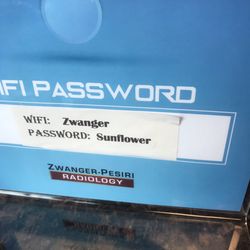 IFI PASSWORD
WIFI: Zwanger
PASSWORD: Sunflower
ZWANGER-PESIRI
RADIOLOGY